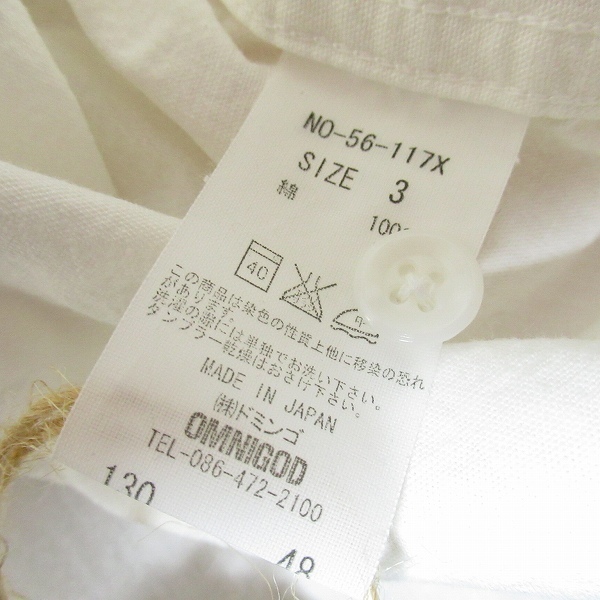 NO-56-117X
SIZE 3
綿 100
40
中
この商品は染色の性質上他に移染の恐れ
があります。
洗濯の際には単独でお洗い下さい。
タンブラー乾燥はおさけ下さい。
MADE IN JAPAN
㈱ドミンゴ
OMNIGOD
TEL-086-472-2100
130
48